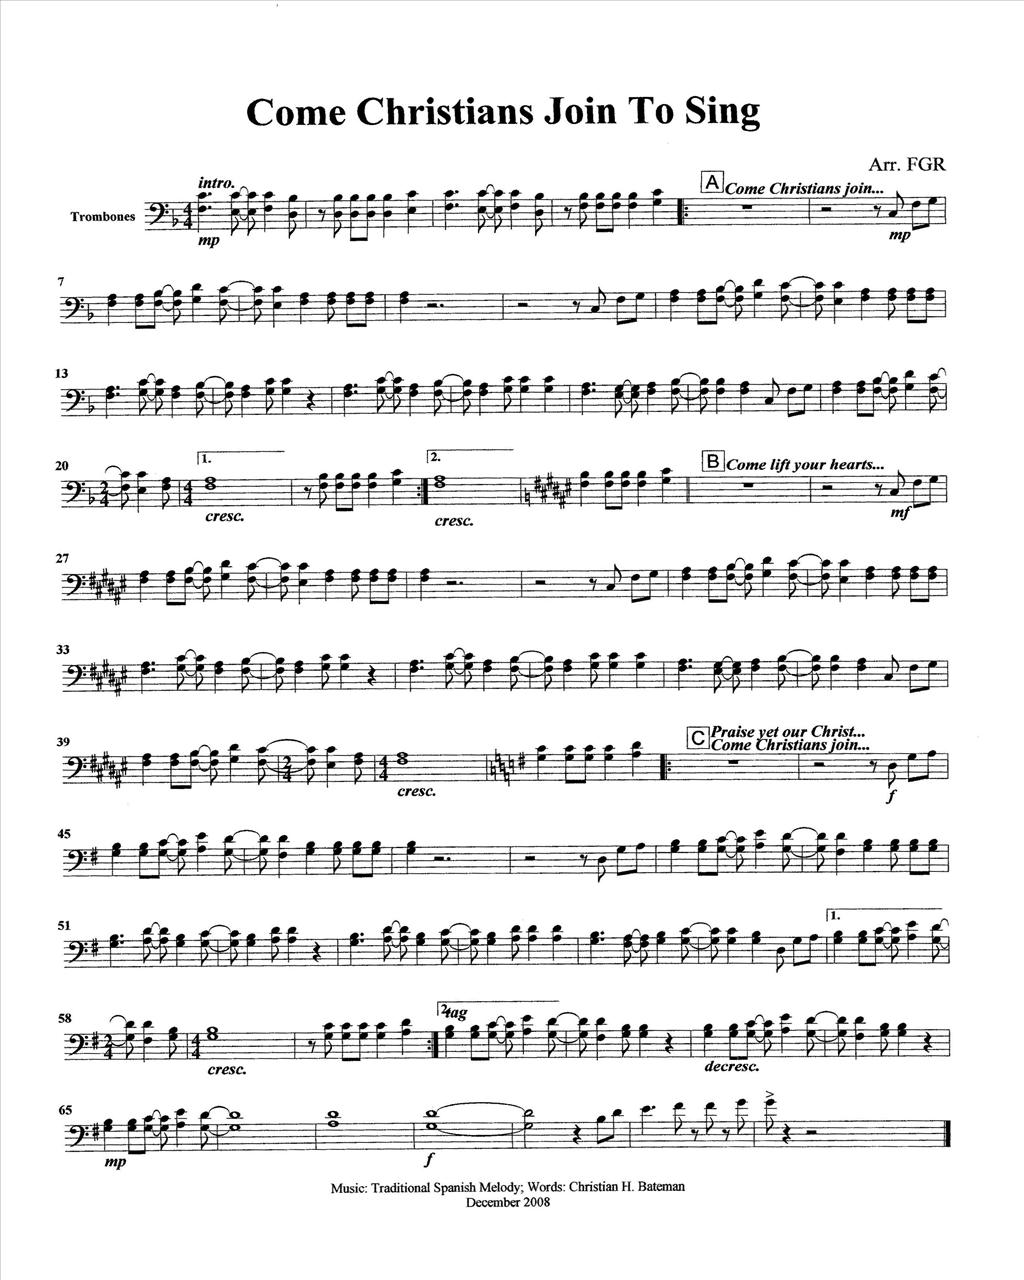 Come Christians Join To Sing
Arr. FGR
intro.
A Come Christians join...
Trombones
mp
mp
7
13
20
1.
2.
B Come lift your hearts...
cresc.
cresc.
mf
27
33
39
C Praise yet our Christ...
Come Christians join...
cresc.
f
45
51
1.
58
2. tag
cresc.
decresc.
65
mp
f
Music: Traditional Spanish Melody; Words: Christian H. Bateman
December 2008